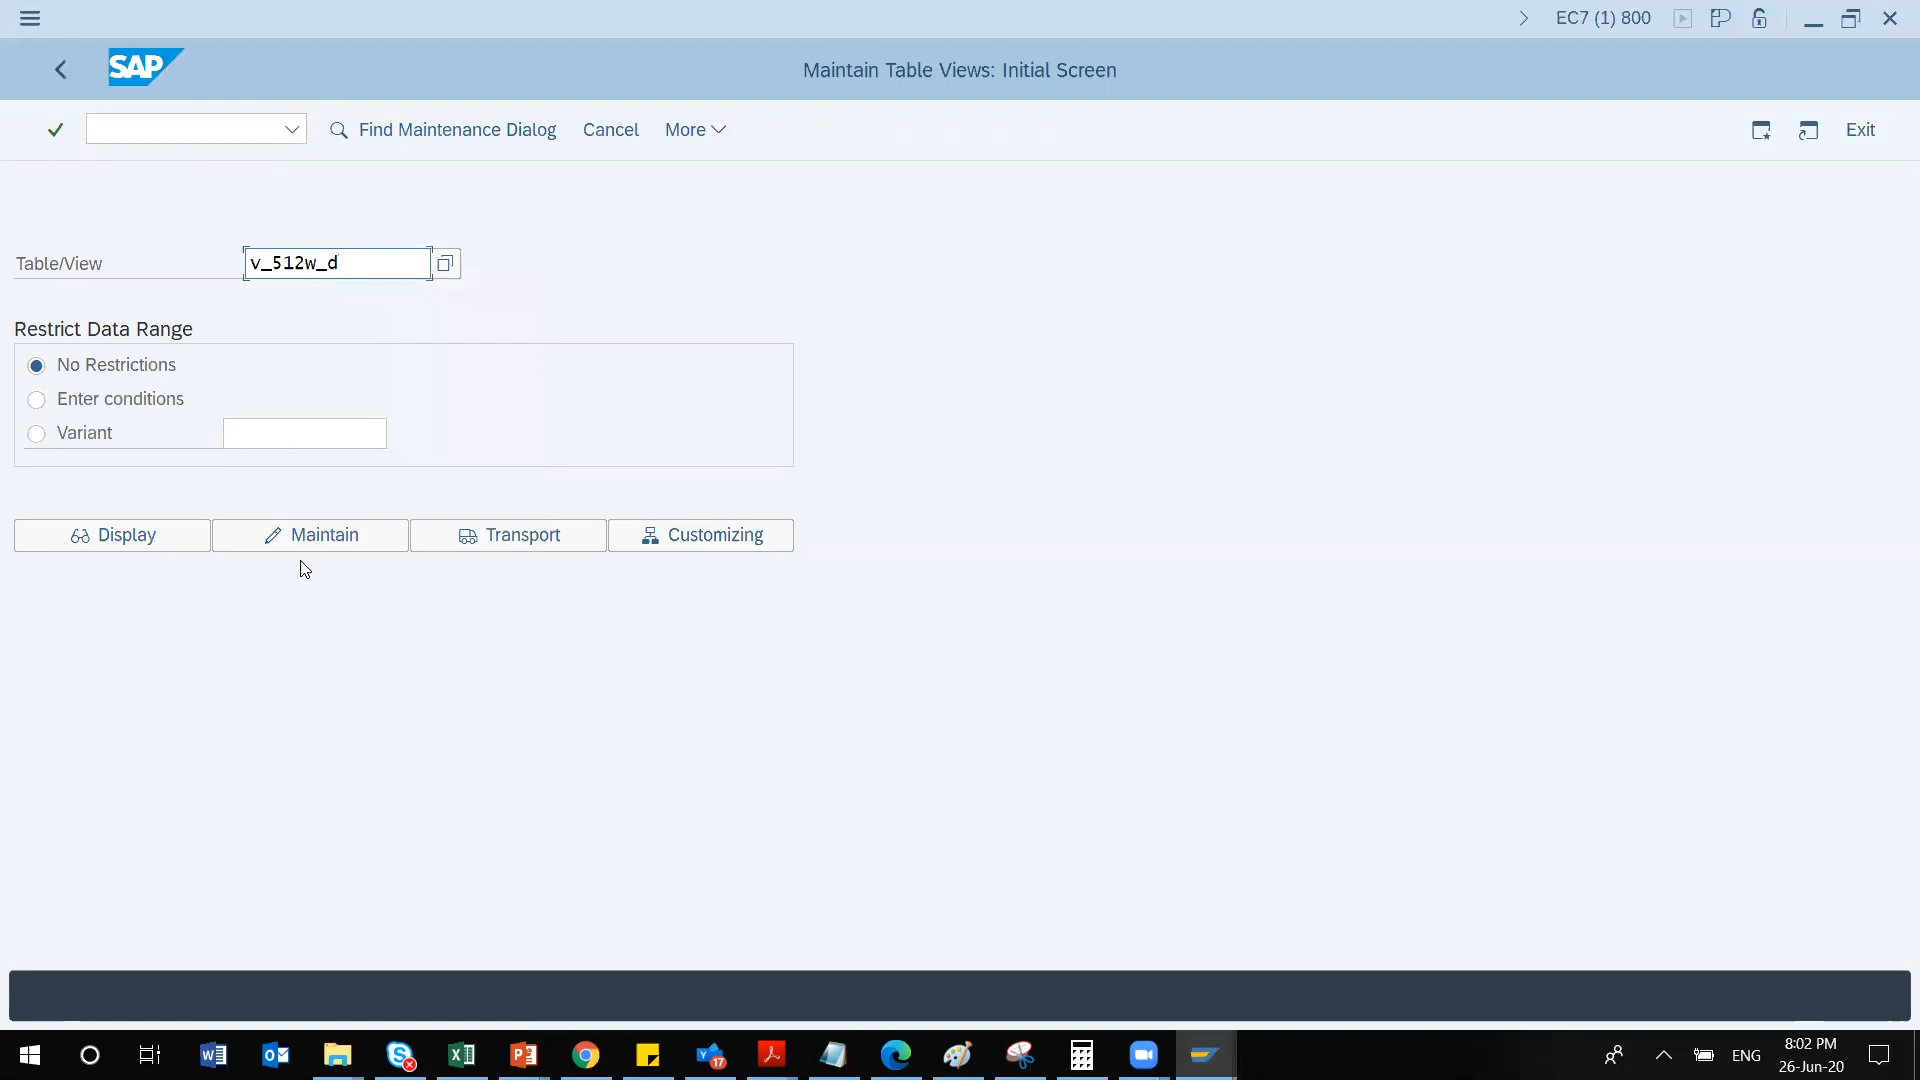 EC7 (1) 800
SAP
Maintain Table Views: Initial Screen
Find Maintenance Dialog Cancel More Exit
Table/View v_512w_d
Restrict Data Range
No Restrictions
Enter conditions
Variant
Display Maintain Transport Customizing
17
ENG
8:02 PM
26-Jun-20